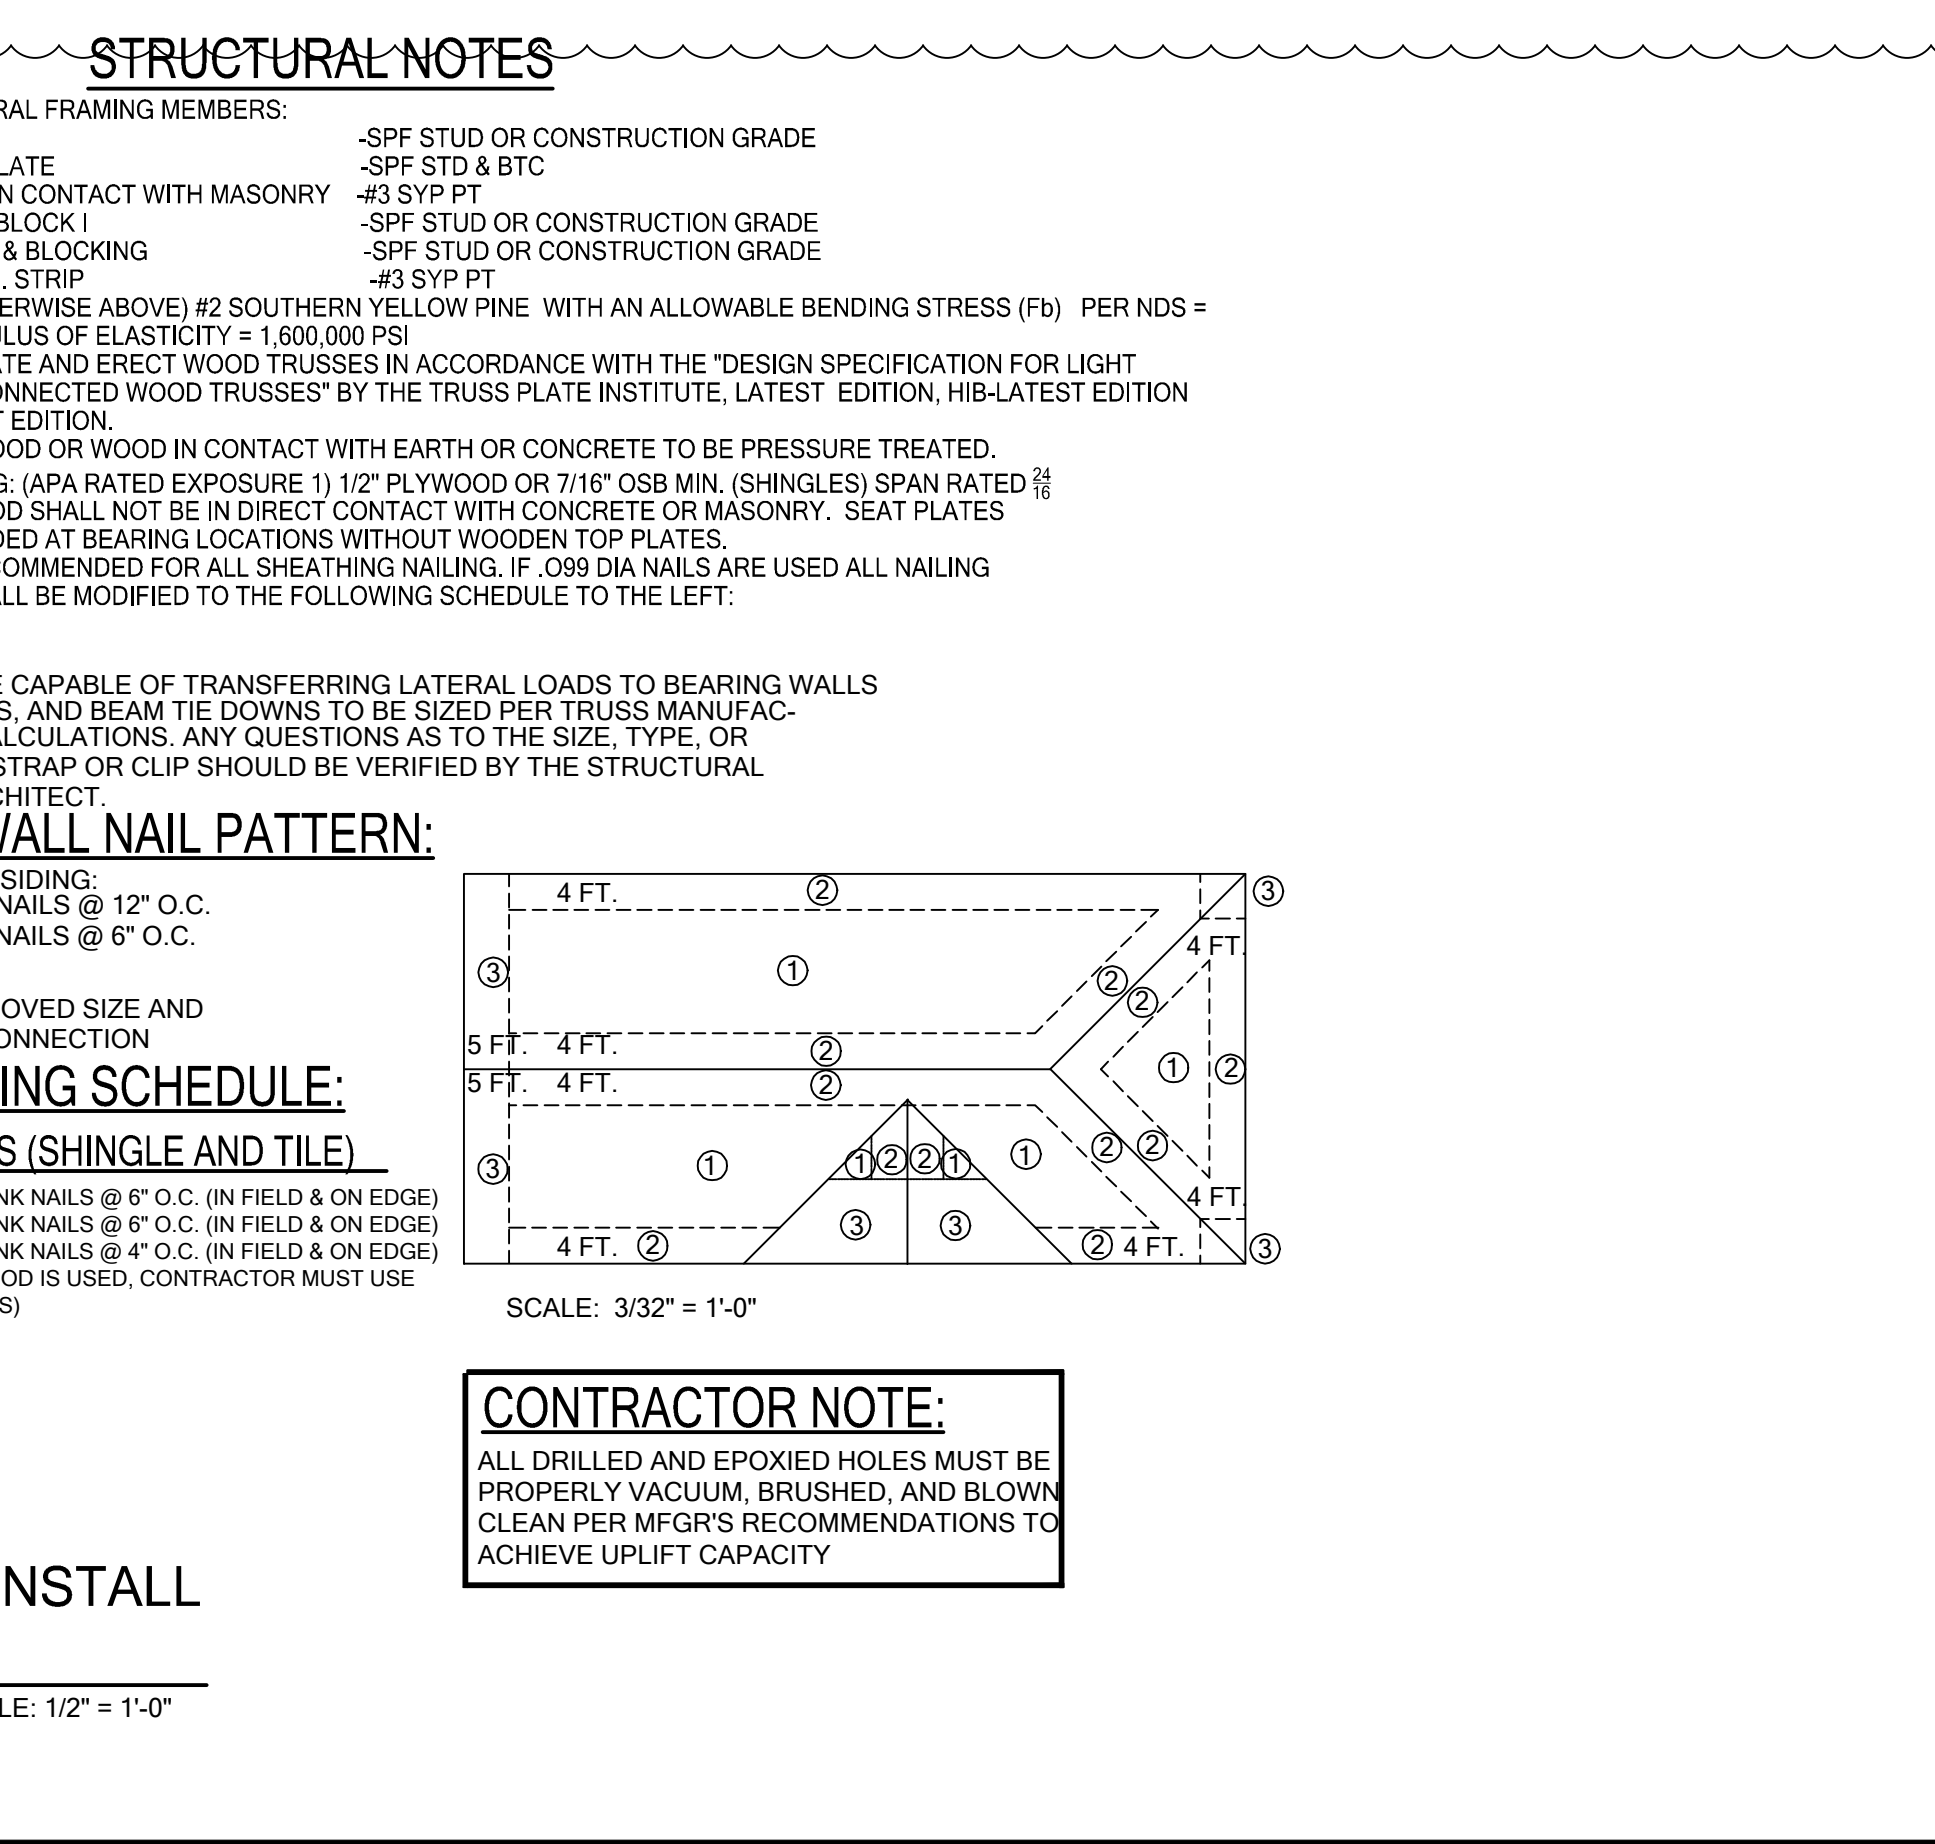 STRUCTURAL NOTES
RAL FRAMING MEMBERS:
-SPF STUD OR CONSTRUCTION GRADE
LATE -SPF STD & BTC
N CONTACT WITH MASONRY -#3 SYP PT
BLOCK I -SPF STUD OR CONSTRUCTION GRADE
& BLOCKING -SPF STUD OR CONSTRUCTION GRADE
. STRIP -#3 SYP PT
ERWISE ABOVE) #2 SOUTHERN YELLOW PINE WITH AN ALLOWABLE BENDING STRESS (Fb) PER NDS =
ULUS OF ELASTICITY = 1,600,000 PSI
ATE AND ERECT WOOD TRUSSES IN ACCORDANCE WITH THE "DESIGN SPECIFICATION FOR LIGHT
ONNECTED WOOD TRUSSES" BY THE TRUSS PLATE INSTITUTE, LATEST EDITION, HIB-LATEST EDITION
T EDITION.
OOD OR WOOD IN CONTACT WITH EARTH OR CONCRETE TO BE PRESSURE TREATED.
G: (APA RATED EXPOSURE 1) 1/2" PLYWOOD OR 7/16" OSB MIN. (SHINGLES) SPAN RATED 24/16
OD SHALL NOT BE IN DIRECT CONTACT WITH CONCRETE OR MASONRY. SEAT PLATES
DED AT BEARING LOCATIONS WITHOUT WOODEN TOP PLATES.
COMMENDED FOR ALL SHEATHING NAILING. IF .O99 DIA NAILS ARE USED ALL NAILING
ALL BE MODIFIED TO THE FOLLOWING SCHEDULE TO THE LEFT:
E CAPABLE OF TRANSFERRING LATERAL LOADS TO BEARING WALLS
S, AND BEAM TIE DOWNS TO BE SIZED PER TRUSS MANUFAC-
ALCULATIONS. ANY QUESTIONS AS TO THE SIZE, TYPE, OR
STRAP OR CLIP SHOULD BE VERIFIED BY THE STRUCTURAL
CHITECT.
WALL NAIL PATTERN:
SIDING:
NAILS @ 12" O.C.
NAILS @ 6" O.C.
OVED SIZE AND
ONNECTION
ING SCHEDULE:
S (SHINGLE AND TILE)
NK NAILS @ 6" O.C. (IN FIELD & ON EDGE)
NK NAILS @ 6" O.C. (IN FIELD & ON EDGE)
NK NAILS @ 4" O.C. (IN FIELD & ON EDGE)
OD IS USED, CONTRACTOR MUST USE
S)
4 FT. 2 3
4 FT.
3 1 2
2
5 FT. 4 FT. 2
1 2
5 FT. 4 FT. 2
3 1 1 2 2 1 1 2 2
4 FT.
3 3
4 FT. 2 2 4 FT. 3
SCALE: 3/32" = 1'-0"
CONTRACTOR NOTE:
ALL DRILLED AND EPOXIED HOLES MUST BE
PROPERLY VACUUM, BRUSHED, AND BLOWN
CLEAN PER MFGR'S RECOMMENDATIONS TO
ACHIEVE UPLIFT CAPACITY
NSTALL
LE: 1/2" = 1'-0"